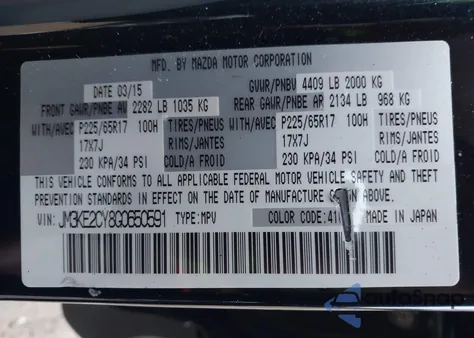 MFD. BY MAZDA MOTOR CORPORATION
DATE 03/15
GVWR/PNBV 4409 LB 2000 KG
FRONT GAWR/PNBE AV 2282 LB 1035 KG
REAR GAWR/PNBE AR 2134 LB 968 KG
WITH/AVEC P225/65R17 100H TIRES/PNEUS
17X7J RIMS/JANTES
230 KPA/34 PSI COLD/A FROID
WITH/AVEC P225/65R17 100H TIRES/PNEUS
17X7J RIMS/JANTES
230 KPA/34 PSI COLD/A FROID
THIS VEHICLE CONFORMS TO ALL APPLICABLE FEDERAL MOTOR VEHICLE SAFETY AND THEFT
PREVENTION STANDARDS IN EFFECT ON THE DATE OF MANUFACTURE SHOWN ABOVE.
VIN: JM3KE2CY8G0550591 TYPE: MPV COLOR CODE: MADE IN JAPAN
autoSnap